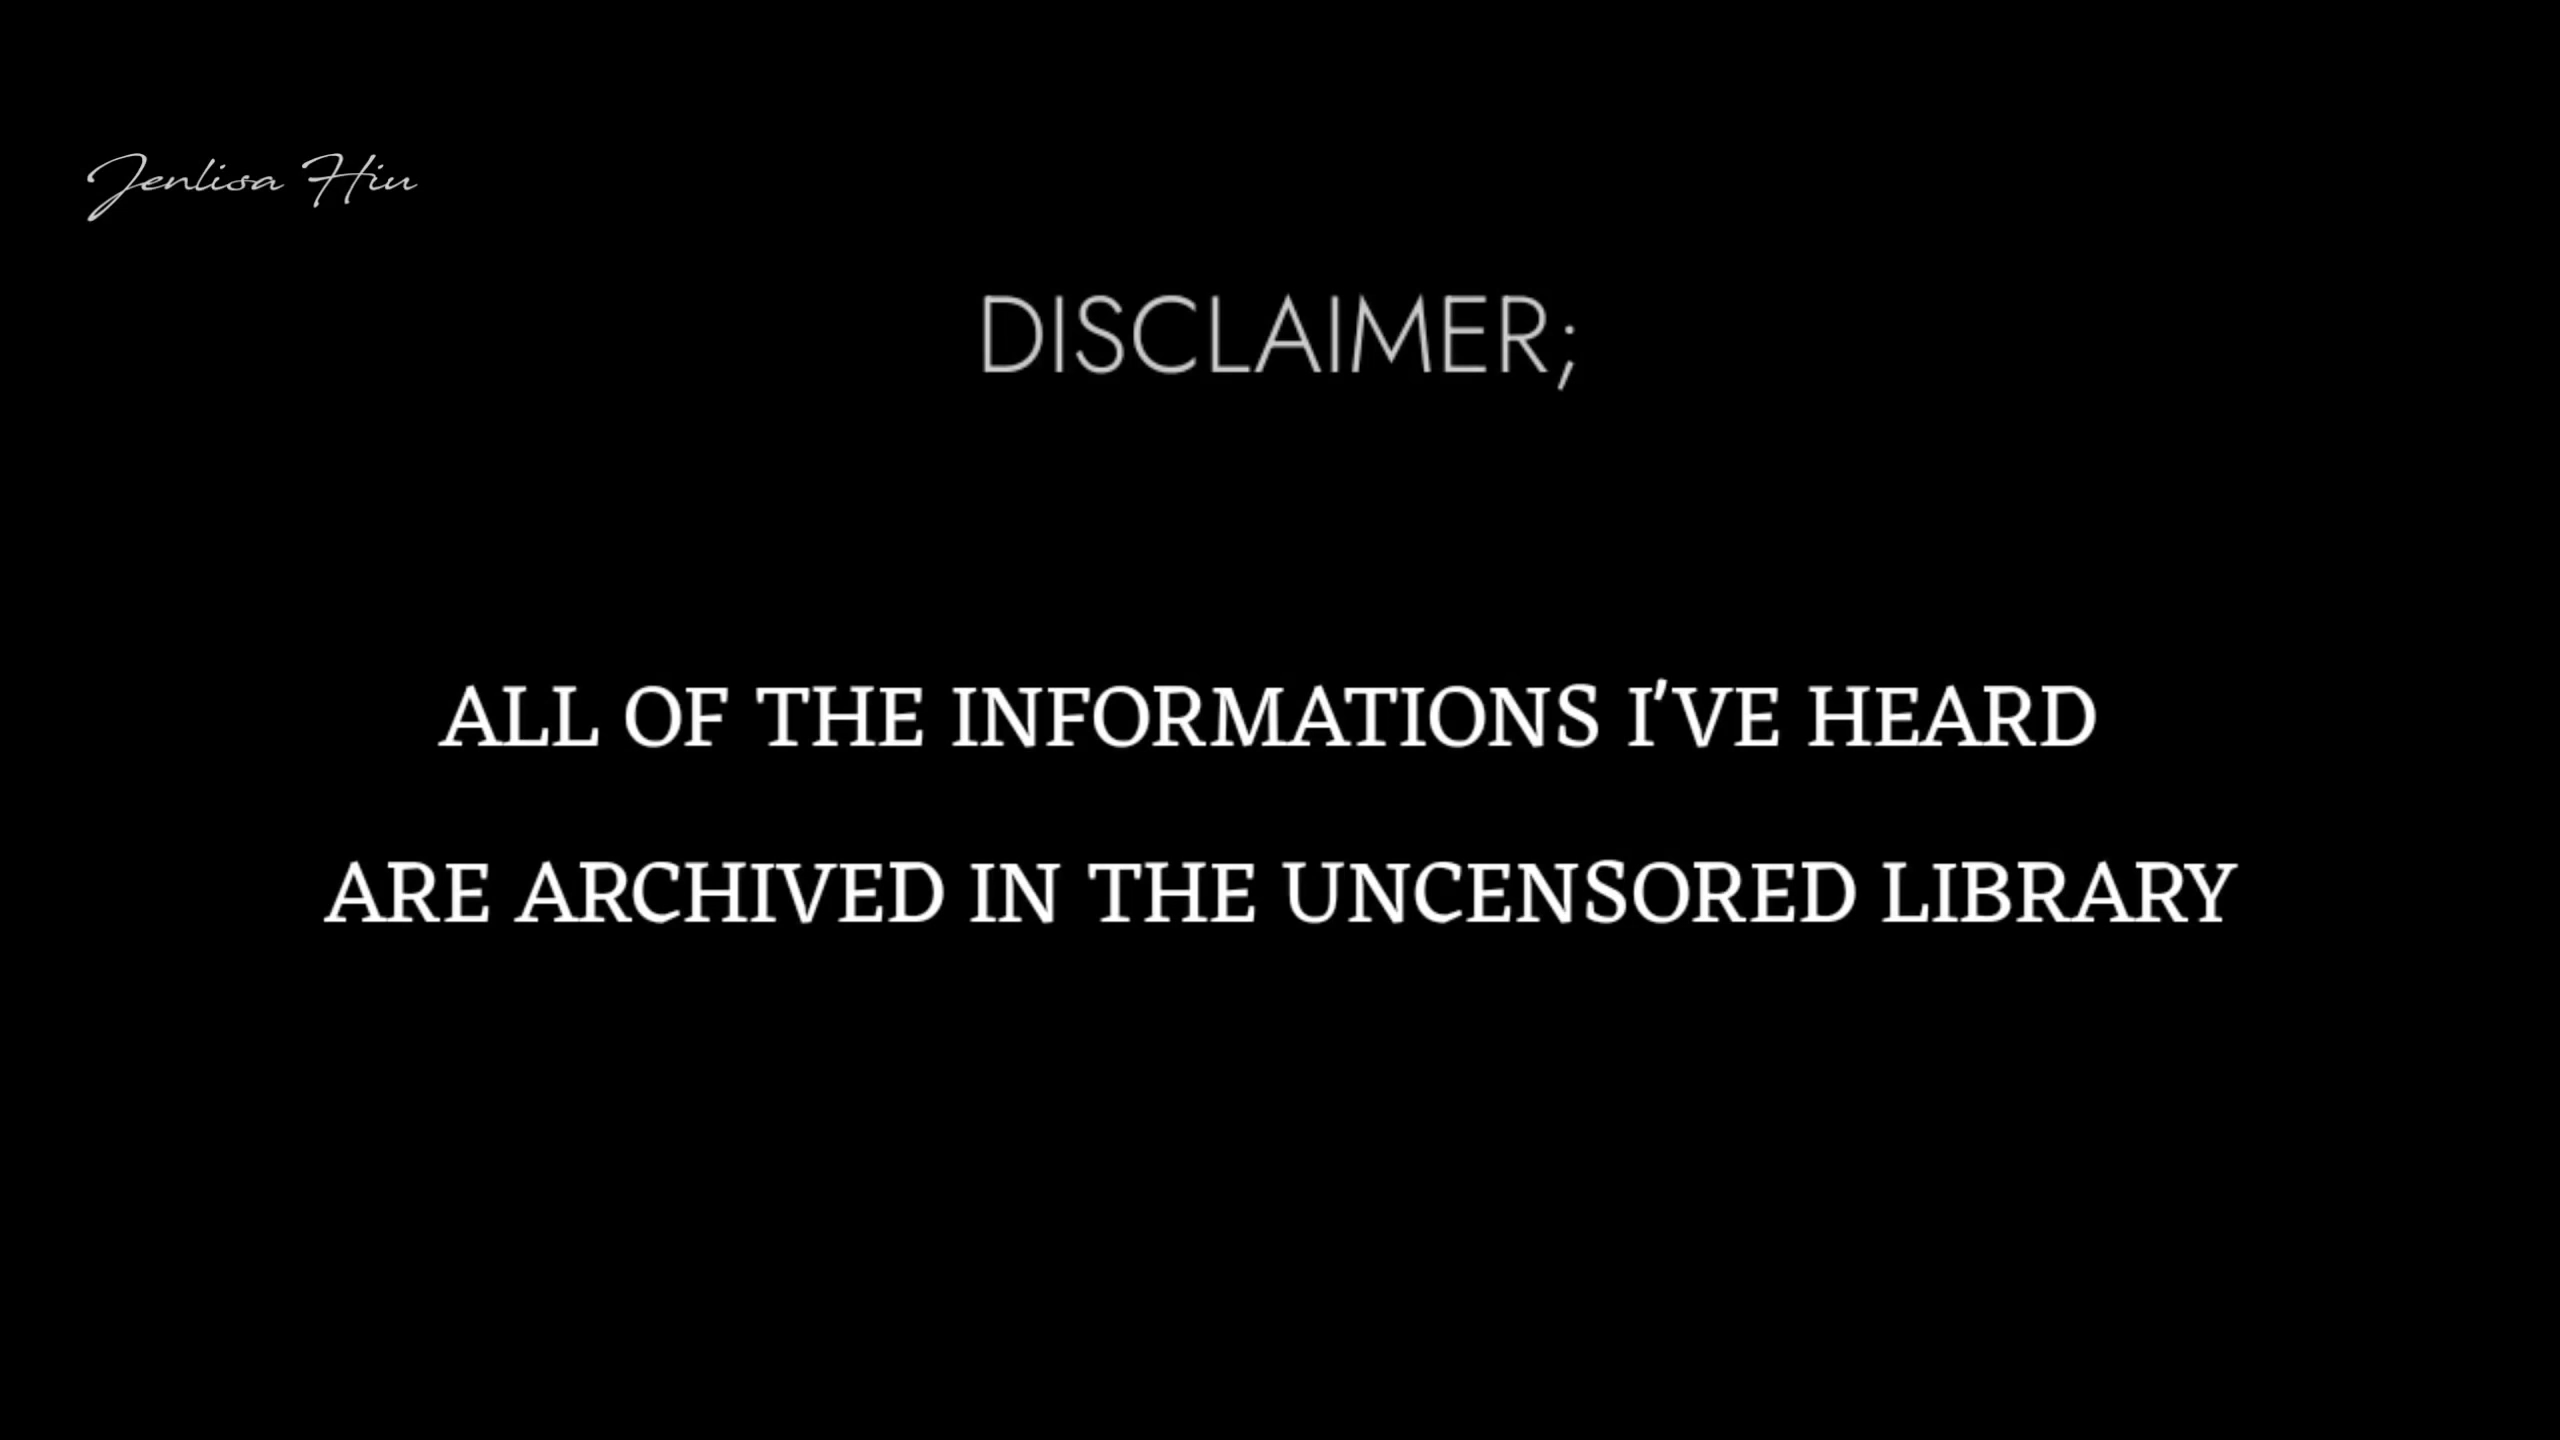 Jenlisa Hiu
DISCLAIMER;
ALL OF THE INFORMATIONS I'VE HEARD
ARE ARCHIVED IN THE UNCENSORED LIBRARY